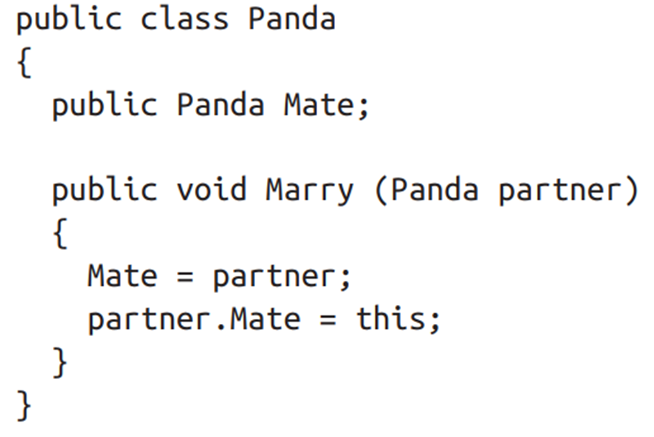 public class Panda
{
  public Panda Mate;

  public void Marry (Panda partner)
  {
    Mate = partner;
    partner.Mate = this;
  }
}